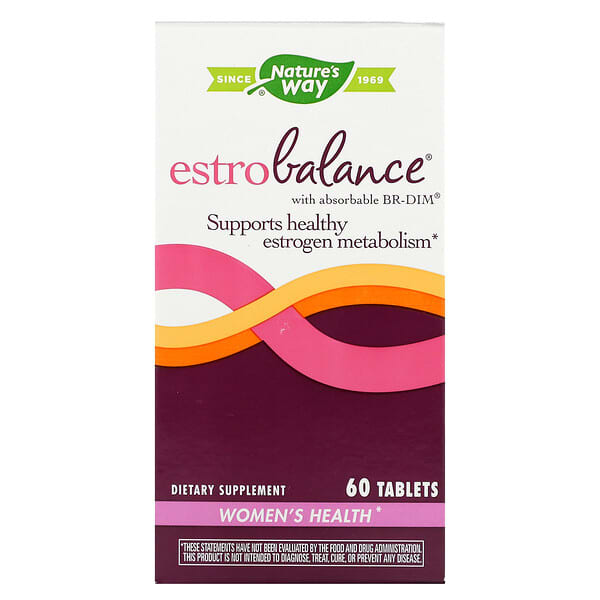 SINCE Nature's Way® 1969
estrobalance®
with absorbable BR-DIM®
Supports healthy
estrogen metabolism*
DIETARY SUPPLEMENT 60 TABLETS
WOMEN'S HEALTH*
*THESE STATEMENTS HAVE NOT BEEN EVALUATED BY THE FOOD AND DRUG ADMINISTRATION.
THIS PRODUCT IS NOT INTENDED TO DIAGNOSE, TREAT, CURE, OR PREVENT ANY DISEASE.